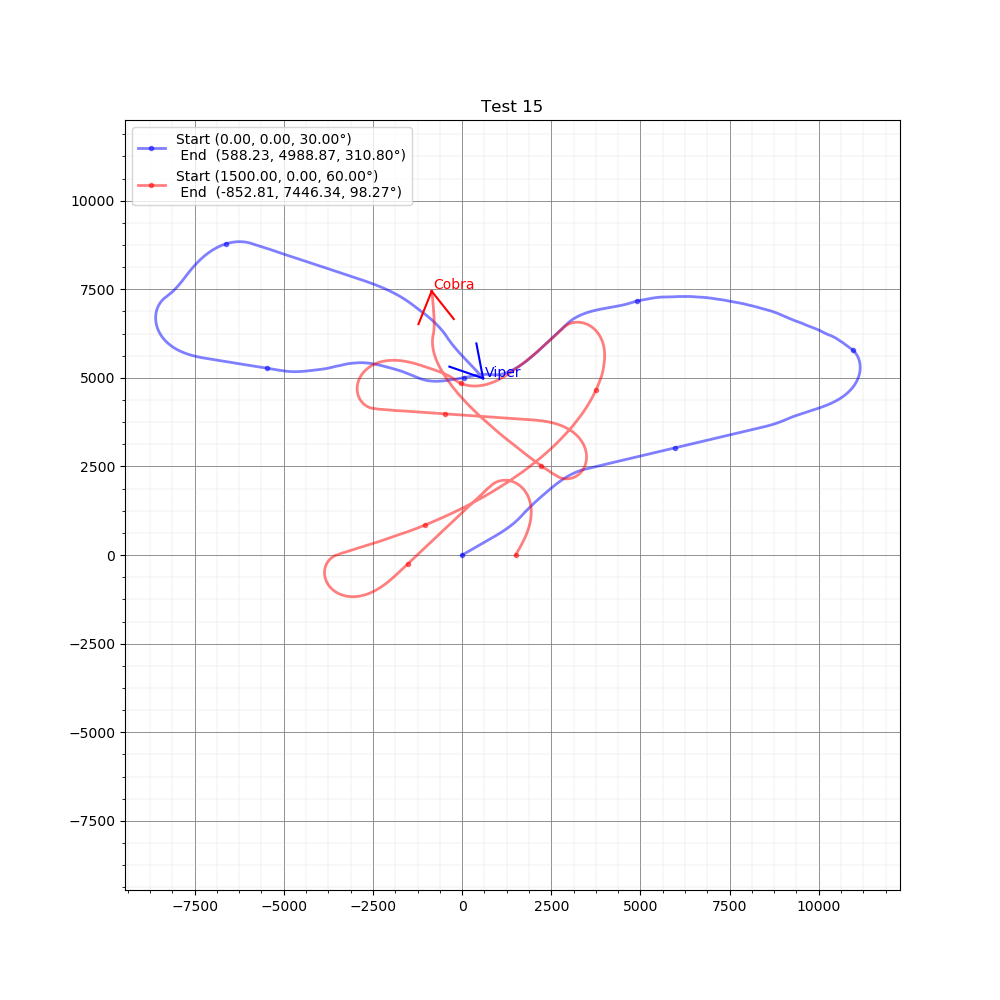 Test 15
Start (0.00, 0.00, 30.00°)
End (588.23, 4988.87, 310.80°)
Start (1500.00, 0.00, 60.00°)
End (-852.81, 7446.34, 98.27°)
10000
7500
5000
2500
0
−2500
−5000
−7500
Cobra
Viper
−7500
−5000
−2500
0
2500
5000
7500
10000